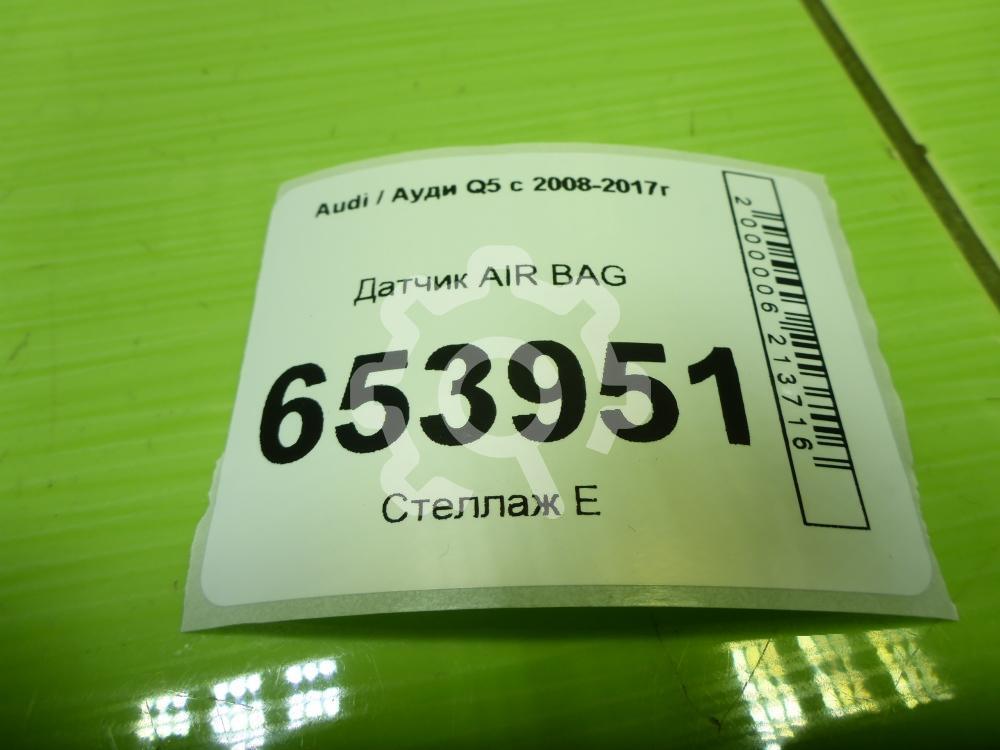 Audi / Ауди Q5 с 2008-2017г
Датчик AIR BAG
653951
Стеллаж E
2000006213716